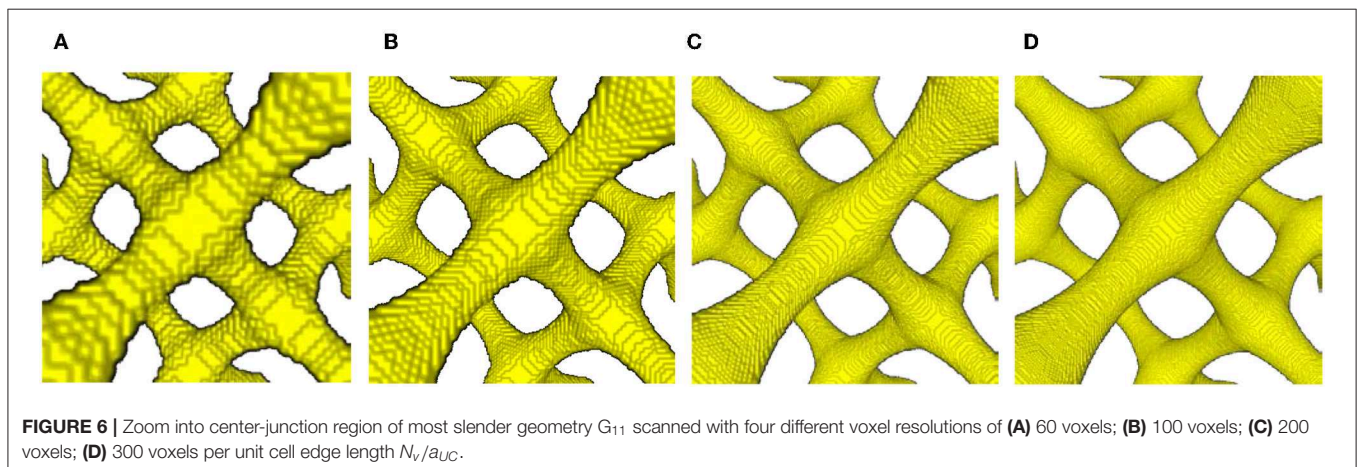 A B C D
FIGURE 6 | Zoom into center-junction region of most slender geometry G₁₁ scanned with four different voxel resolutions of (A) 60 voxels; (B) 100 voxels; (C) 200
voxels; (D) 300 voxels per unit cell edge length Nᵥ/a_UC.